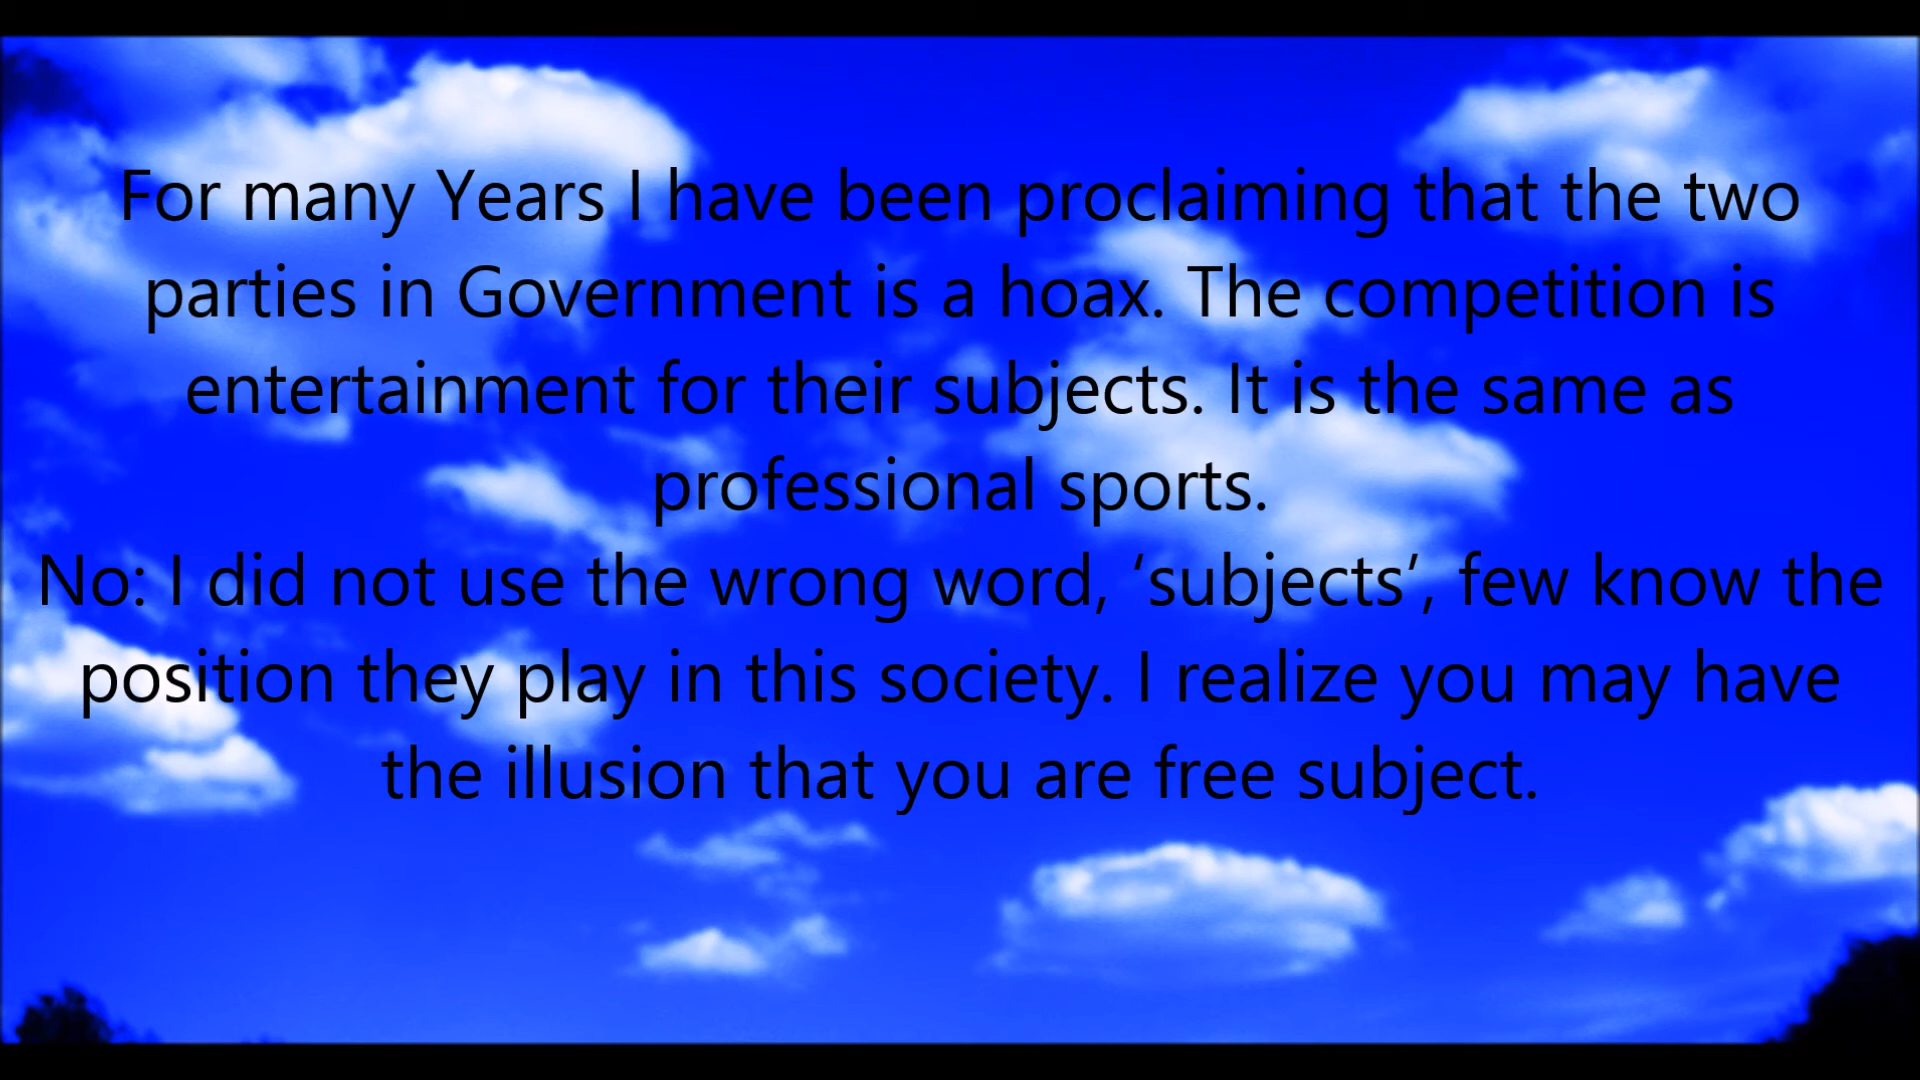 For many Years I have been proclaiming that the two
parties in Government is a hoax. The competition is
entertainment for their subjects. It is the same as
professional sports.
No: I did not use the wrong word, ‘subjects’, few know the
position they play in this society. I realize you may have
the illusion that you are free subject.